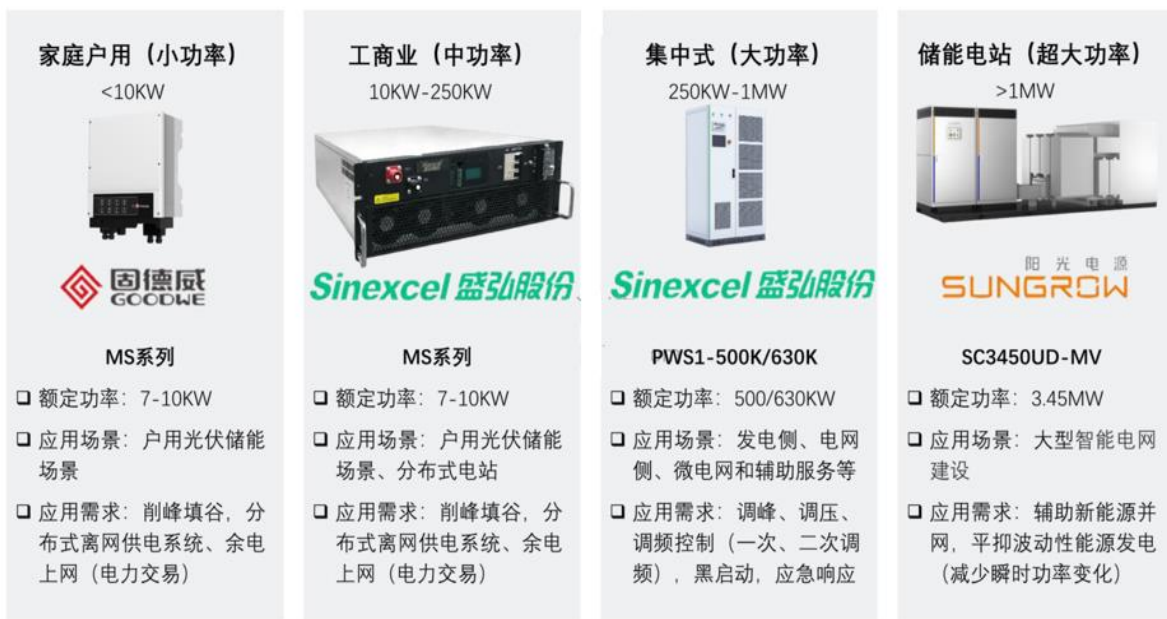 家庭户用（小功率）
<10KW
固德威
GOODWE
MS系列
额定功率：7-10KW
应用场景：户用光伏储能
场景
应用需求：削峰填谷，分
布式离网供电系统、余电
上网（电力交易）
工商业（中功率）
10KW-250KW
Sinexcel 盛弘股份
MS系列
额定功率：7-10KW
应用场景：户用光伏储能
场景、分布式电站
应用需求：削峰填谷，分
布式离网供电系统、余电
上网（电力交易）
集中式（大功率）
250KW-1MW
Sinexcel 盛弘股份
PWS1-500K/630K
额定功率：500/630KW
应用场景：发电侧、电网
侧、微电网和辅助服务等
应用需求：调峰、调压、
调频控制（一次、二次调
频），黑启动，应急响应
储能电站（超大功率）
>1MW
阳光电源
SUNGROW
SC3450UD-MV
额定功率：3.45MW
应用场景：大型智能电网
建设
应用需求：辅助新能源并
网，平抑波动性能源发电
（减少瞬时功率变化）